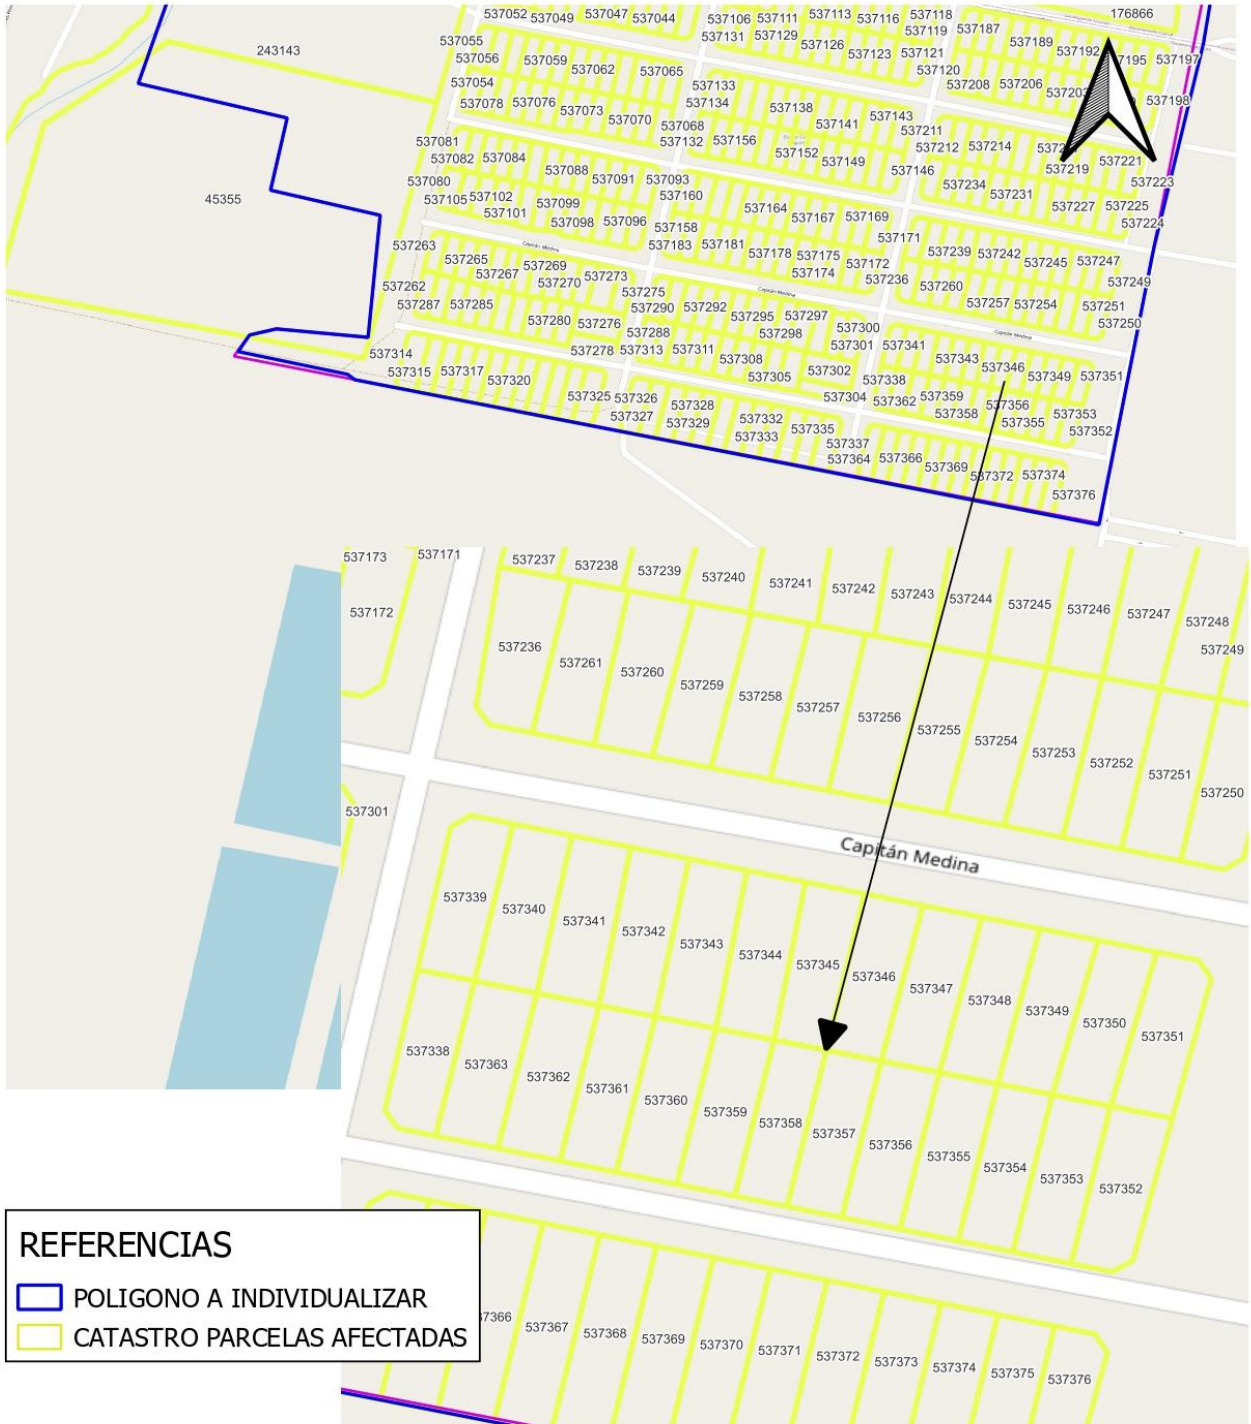 537052 537049 537047 537044 537106 537111 537113 537116 537118 176866
537055 537131 537129 537126 537119 537187
537056 537059 537062 537065 537123 537121 537189 537192 537197
537054 537133 537120 537208 537206
537078 537076 537073 537070 537134 537138 537141 537143 537198
243143
537081 537068 537132 537156 537211
537082 537084 537152 537149 537212 537214 537219 537221
537080 537088 537091 537093 537146 537223
45355
537105 537102 537099 537160 537234 537231 537227 537225
537101 537098 537096 537158 537164 537167 537169 537224
537263 Capitán Medina 537183 537181 537178 537175 537171
537265 537269 537273 537174 537172 537239 537242 537245 537247
537267 537270 537236 537249
537262 537275 Capitán Medina 537260
537287 537285 537290 537292 537295 537297 537257 537254 537251
537280 537276 537288 537298 537300 537250
537314 537278 537313 537311 537301 537341 Capitán Medina
537315 537317 537308 537302 537343 537346
537320 537305 537338 537349 537351
537325 537326 537328 537304 537362 537359 537356 537353
537327 537329 537332 537335 537358 537355 537352
537333 537337
537364 537366 537369 537372 537374
537376
537173 537171 537237 537238 537239 537240 537241 537242 537243 537244 537245 537246 537247 537248
537172 537249
537236 537261 537260 537259 537258 537257 537256 537255 537254 537253 537252 537251 537250
537301
Capitán Medina
537339 537340 537341 537342 537343 537344 537345 537346 537347 537348 537349 537350 537351
537338 537363 537362 537361 537360 537359 537358 537357 537356 537355 537354 537353 537352
537367 537368 537369 537370 537371 537372 537373 537374 537375 537376
REFERENCIAS
POLIGONO A INDIVIDUALIZAR
CATASTRO PARCELAS AFECTADAS